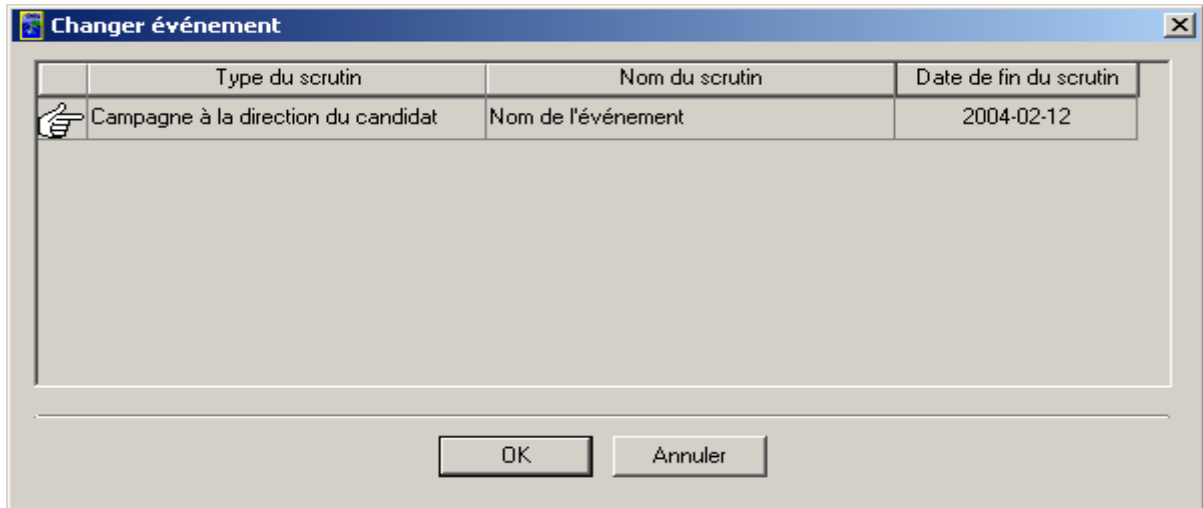 Changer événement
Type du scrutin Nom du scrutin Date de fin du scrutin
Campagne à la direction du candidat Nom de l'événement 2004-02-12
OK Annuler